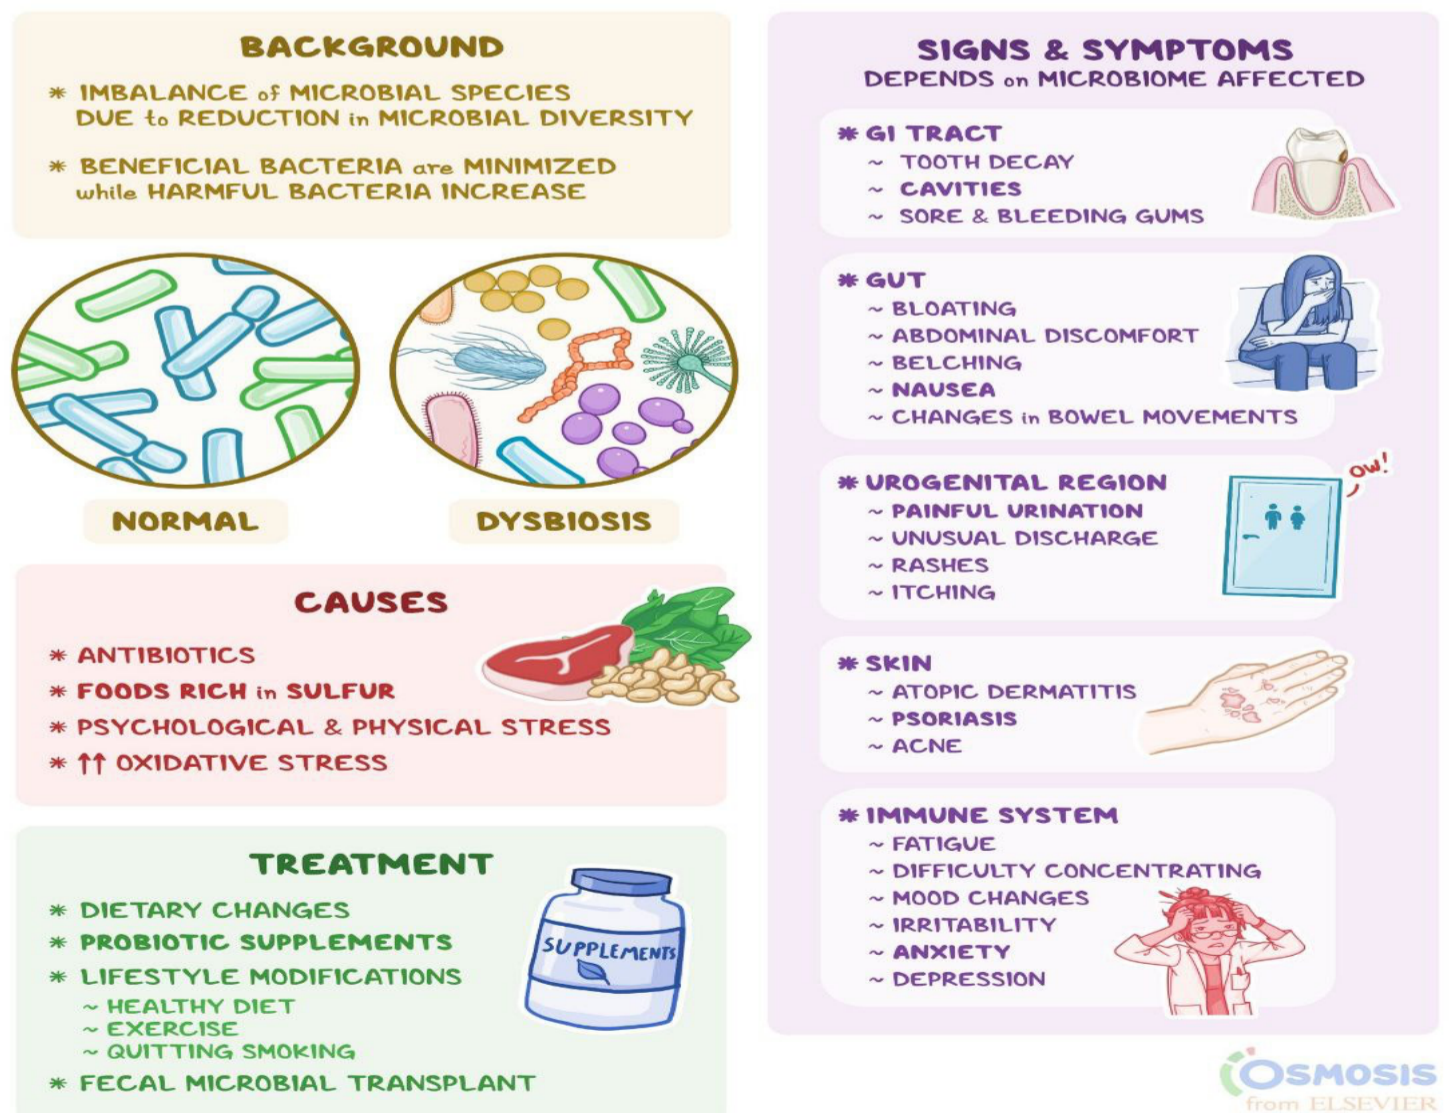 BACKGROUND
* IMBALANCE of MICROBIAL SPECIES
DUE to REDUCTION in MICROBIAL DIVERSITY
* BENEFICIAL BACTERIA are MINIMIZED
while HARMFUL BACTERIA INCREASE
NORMAL
DYSBIOSIS
CAUSES
* ANTIBIOTICS
* FOODS RICH in SULFUR
* PSYCHOLOGICAL & PHYSICAL STRESS
* ↑↑ OXIDATIVE STRESS
TREATMENT
* DIETARY CHANGES
* PROBIOTIC SUPPLEMENTS
* LIFESTYLE MODIFICATIONS
~ HEALTHY DIET
~ EXERCISE
~ QUITTING SMOKING
* FECAL MICROBIAL TRANSPLANT
SUPPLEMENTS
SIGNS & SYMPTOMS
DEPENDS on MICROBIOME AFFECTED
* GI TRACT
~ TOOTH DECAY
~ CAVITIES
~ SORE & BLEEDING GUMS
* GUT
~ BLOATING
~ ABDOMINAL DISCOMFORT
~ BELCHING
~ NAUSEA
~ CHANGES in BOWEL MOVEMENTS
* UROGENITAL REGION
~ PAINFUL URINATION
~ UNUSUAL DISCHARGE
~ RASHES
~ ITCHING
OW!
* SKIN
~ ATOPIC DERMATITIS
~ PSORIASIS
~ ACNE
* IMMUNE SYSTEM
~ FATIGUE
~ DIFFICULTY CONCENTRATING
~ MOOD CHANGES
~ IRRITABILITY
~ ANXIETY
~ DEPRESSION
OSMOSIS
from ELSEVIER